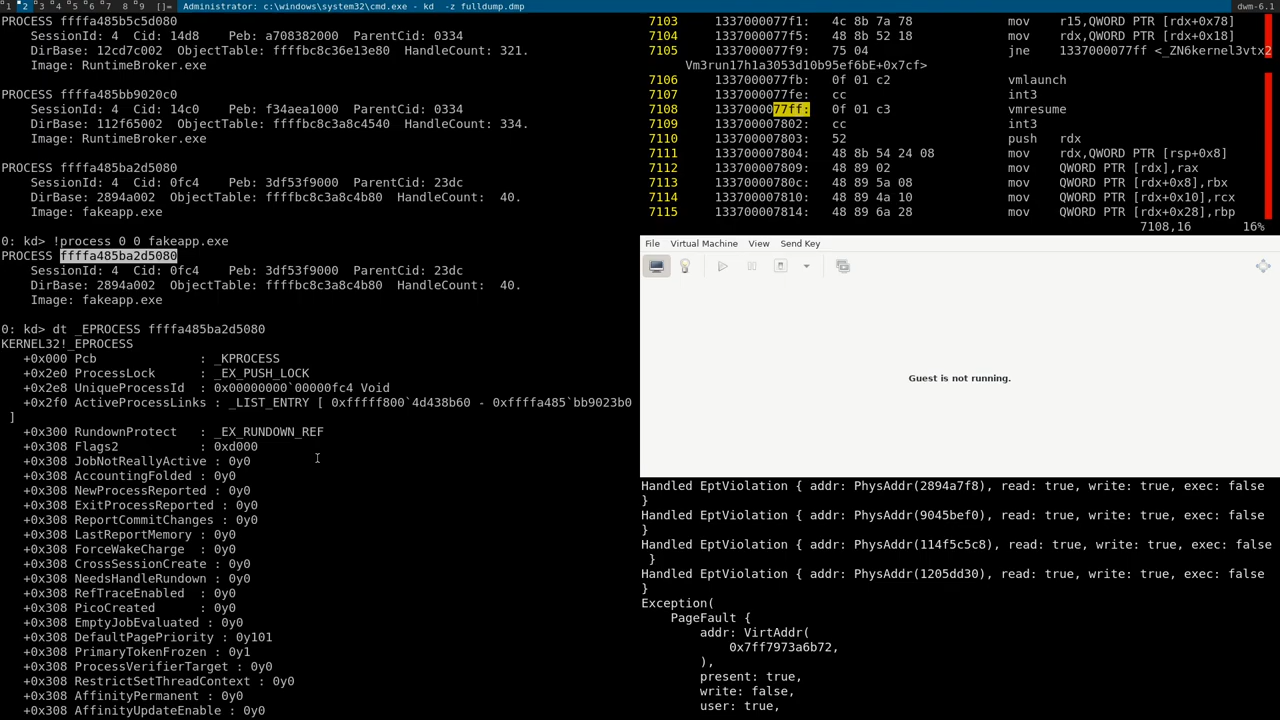 1 2 3 4 5 6 7 8 9 []= Administrator: c:\windows\system32\cmd.exe - kd  -z fulldump.dmp dwm-6.1
PROCESS ffffa485b5c5d080
SessionId: 4  Cid: 14d8    Peb: a708382000  ParentCid: 0334
DirBase: 12cd7c002  ObjectTable: ffffbc8c36e13e80  HandleCount: 321.
Image: RuntimeBroker.exe
PROCESS ffffa485bb9020c0
SessionId: 4  Cid: 14c0    Peb: f34aea1000  ParentCid: 0334
DirBase: 112f65002  ObjectTable: ffffbc8c3a8c4540  HandleCount: 334.
Image: RuntimeBroker.exe
PROCESS ffffa485ba2d5080
SessionId: 4  Cid: 0fc4    Peb: 3df53f9000  ParentCid: 23dc
DirBase: 2894a002  ObjectTable: ffffbc8c3a8c4b80  HandleCount:  40.
Image: fakeapp.exe
0: kd> !process 0 0 fakeapp.exe
PROCESS ffffa485ba2d5080
SessionId: 4  Cid: 0fc4    Peb: 3df53f9000  ParentCid: 23dc
DirBase: 2894a002  ObjectTable: ffffbc8c3a8c4b80  HandleCount:  40.
Image: fakeapp.exe
0: kd> dt _EPROCESS ffffa485ba2d5080
KERNEL32!_EPROCESS
+0x000 Pcb              : _KPROCESS
+0x2e0 ProcessLock      : _EX_PUSH_LOCK
+0x2e8 UniqueProcessId  : 0x00000000`00000fc4 Void
+0x2f0 ActiveProcessLinks : _LIST_ENTRY [ 0xfffff800`4d438b60 - 0xffffa485`bb9023b0
]
+0x300 RundownProtect   : _EX_RUNDOWN_REF
+0x308 Flags2           : 0xd000
+0x308 JobNotReallyActive : 0y0
+0x308 AccountingFolded : 0y0
+0x308 NewProcessReported : 0y0
+0x308 ExitProcessReported : 0y0
+0x308 ReportCommitChanges : 0y0
+0x308 LastReportMemory : 0y0
+0x308 ForceWakeCharge  : 0y0
+0x308 CrossSessionCreate : 0y0
+0x308 NeedsHandleRundown : 0y0
+0x308 RefTraceEnabled  : 0y0
+0x308 PicoCreated      : 0y0
+0x308 EmptyJobEvaluated : 0y0
+0x308 DefaultPagePriority : 0y101
+0x308 PrimaryTokenFrozen : 0y1
+0x308 ProcessVerifierTarget : 0y0
+0x308 RestrictSetThreadContext : 0y0
+0x308 AffinityPermanent : 0y0
+0x308 AffinityUpdateEnable : 0y0
7103     1337000077f1:   4c 8b 7a 78             mov    r15,QWORD PTR [rdx+0x78]
7104     1337000077f5:   48 8b 52 18             mov    rdx,QWORD PTR [rdx+0x18]
7105     1337000077f9:   75 04                   jne    1337000077ff <_ZN6kernel3vtx2
Vm3run17h1a3053d10b95ef6bE+0x7cf>
7106     1337000077fb:   0f 01 c2                vmlaunch
7107     1337000077fe:   cc                      int3
7108     1337000077ff:   0f 01 c3                vmresume
7109     133700007802:   cc                      int3
7110     133700007803:   52                      push   rdx
7111     133700007804:   48 8b 54 24 08          mov    rdx,QWORD PTR [rsp+0x8]
7112     133700007809:   48 89 02                mov    QWORD PTR [rdx],rax
7113     13370000780c:   48 89 5a 08             mov    QWORD PTR [rdx+0x8],rbx
7114     133700007810:   48 89 4a 10             mov    QWORD PTR [rdx+0x10],rcx
7115     133700007814:   48 89 6a 28             mov    QWORD PTR [rdx+0x28],rbp
7108,16 16%
File Virtual Machine View Send Key
Guest is not running.
Handled EptViolation { addr: PhysAddr(2894a7f8), read: true, write: true, exec: false
}
Handled EptViolation { addr: PhysAddr(9045bef0), read: true, write: true, exec: false
}
Handled EptViolation { addr: PhysAddr(114f5c5c8), read: true, write: true, exec: false
}
Handled EptViolation { addr: PhysAddr(1205dd30), read: true, write: true, exec: false
}
Exception(
PageFault {
addr: VirtAddr(
0x7ff7973a6b72,
),
present: true,
write: false,
user: true,